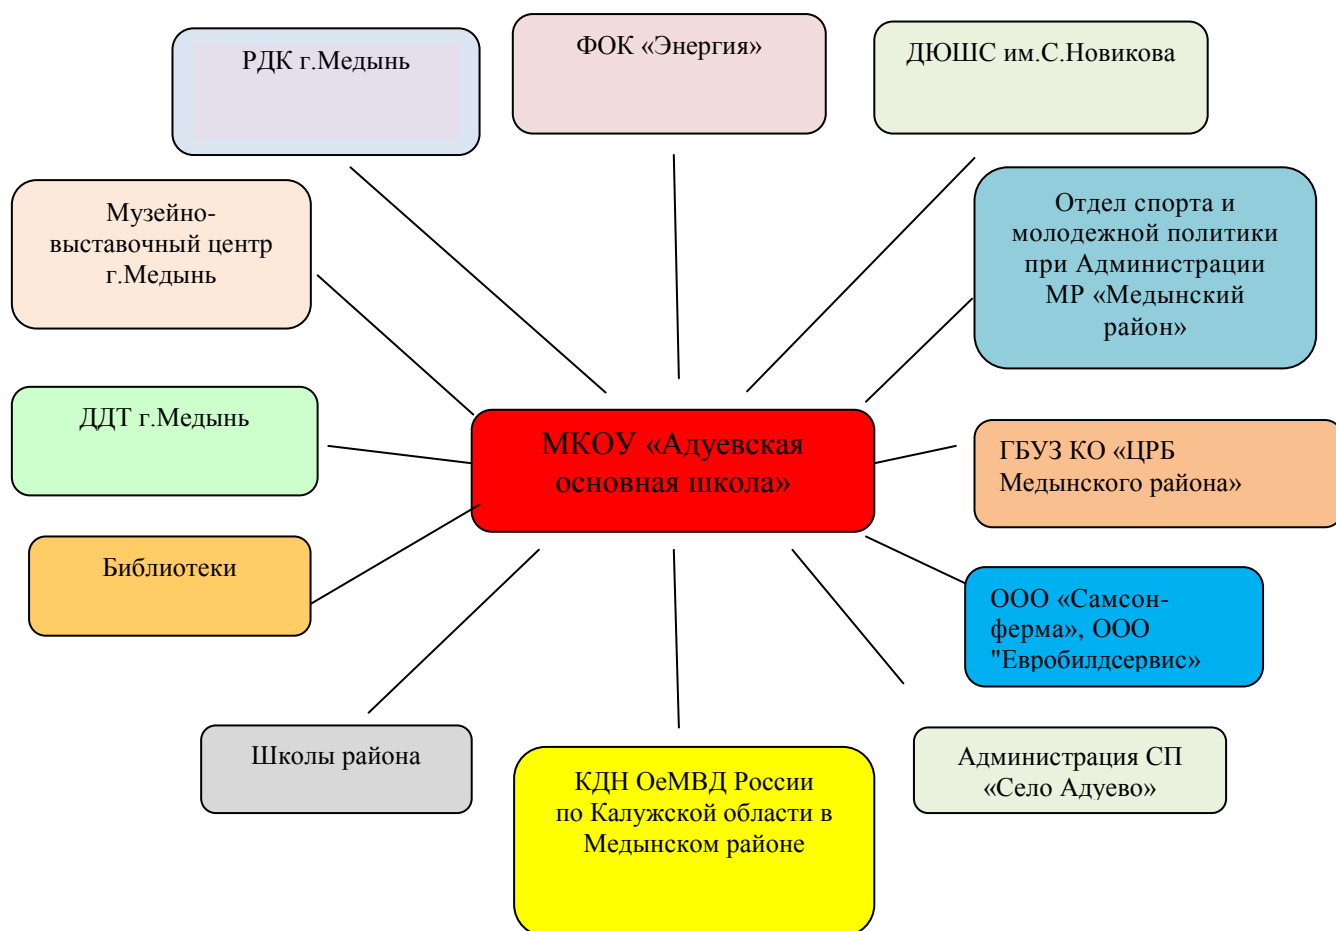 РДК г.Медынь
ФОК «Энергия»
ДЮШС им.С.Новикова
Музейно-
выставочный центр
г.Медынь
Отдел спорта и
молодежной политики
при Администрации
МР «Медынский
район»
ДДТ г.Медынь
МКОУ «Адуевская
основная школа»
ГБУЗ КО «ЦРБ
Медынского района»
Библиотеки
ООО «Самсон-
ферма», ООО
"Евробилдсервис»
Школы района
КДН ОеМВД России
по Калужской области в
Медынском районе
Администрация СП
«Село Адуево»